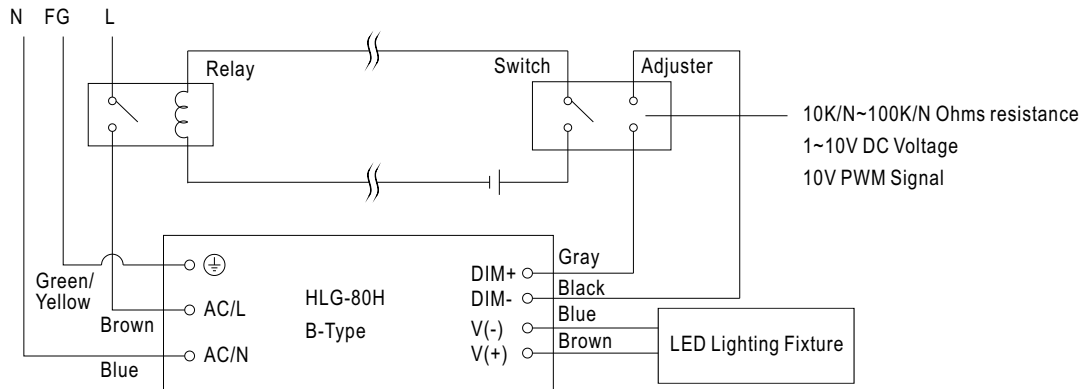 N FG L
Relay
Switch
Adjuster
10K/N~100K/N Ohms resistance
1~10V DC Voltage
10V PWM Signal
Green/
Yellow
Brown
Blue
AC/L
AC/N
HLG-80H
B-Type
DIM+
DIM-
V(-)
V(+)
Gray
Black
Blue
Brown
LED Lighting Fixture